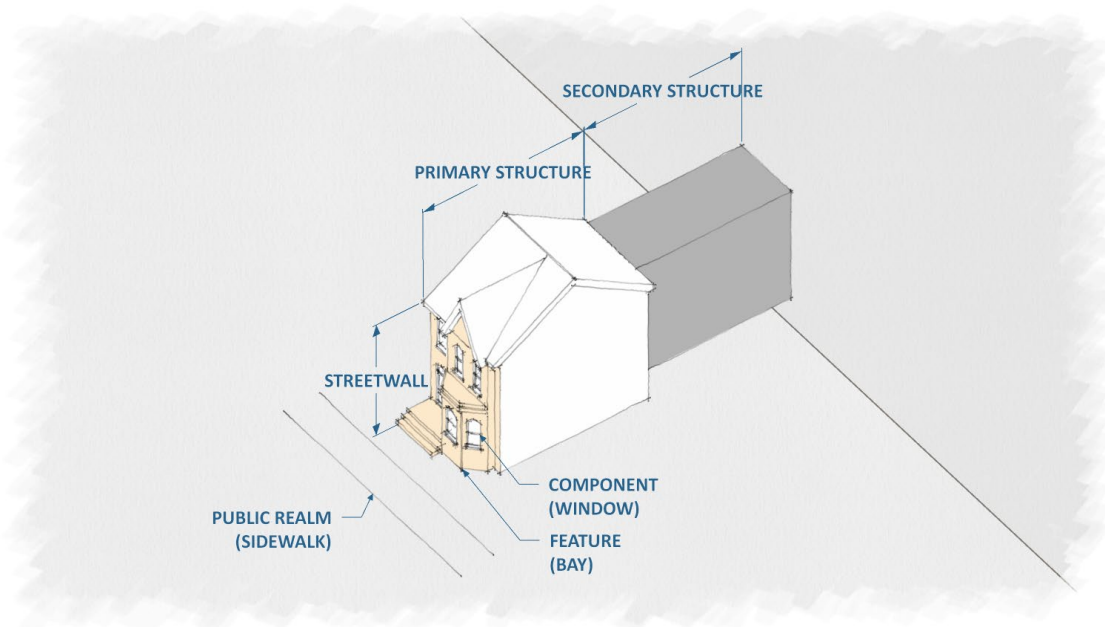 SECONDARY STRUCTURE
PRIMARY STRUCTURE
STREETWALL
COMPONENT
(WINDOW)
PUBLIC REALM
(SIDEWALK)
FEATURE
(BAY)